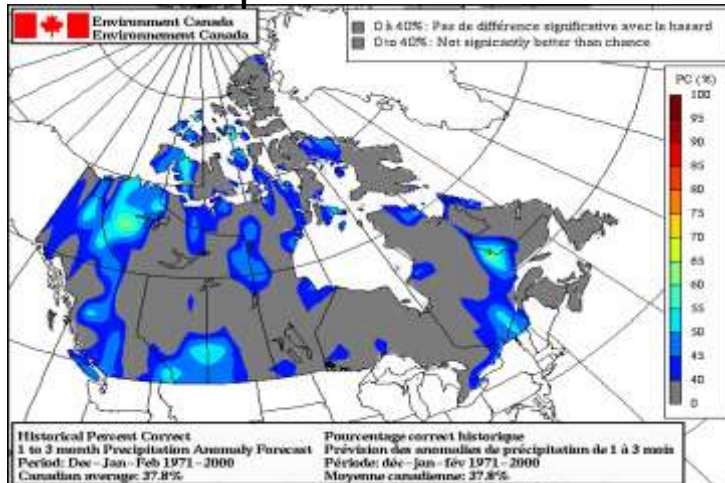 Environment Canada
Environnement Canada
0 à 40% : Pas de différence significative avec le hasard
0 to 40% : Not signicantly better than chance
PC (%)
100
95
90
85
80
75
70
65
60
55
50
45
40
0
Historical Percent Correct
1 to 3 month Precipitation Anomaly Forecast
Period: Dec-Jan-Feb 1971-2000
Canadian average: 37.8%
Pourcentage correct historique
Prévision des anomalies de précipitation de 1 à 3 mois
Période: déc-jan-fév 1971-2000
Moyenne canadienne: 37.8%